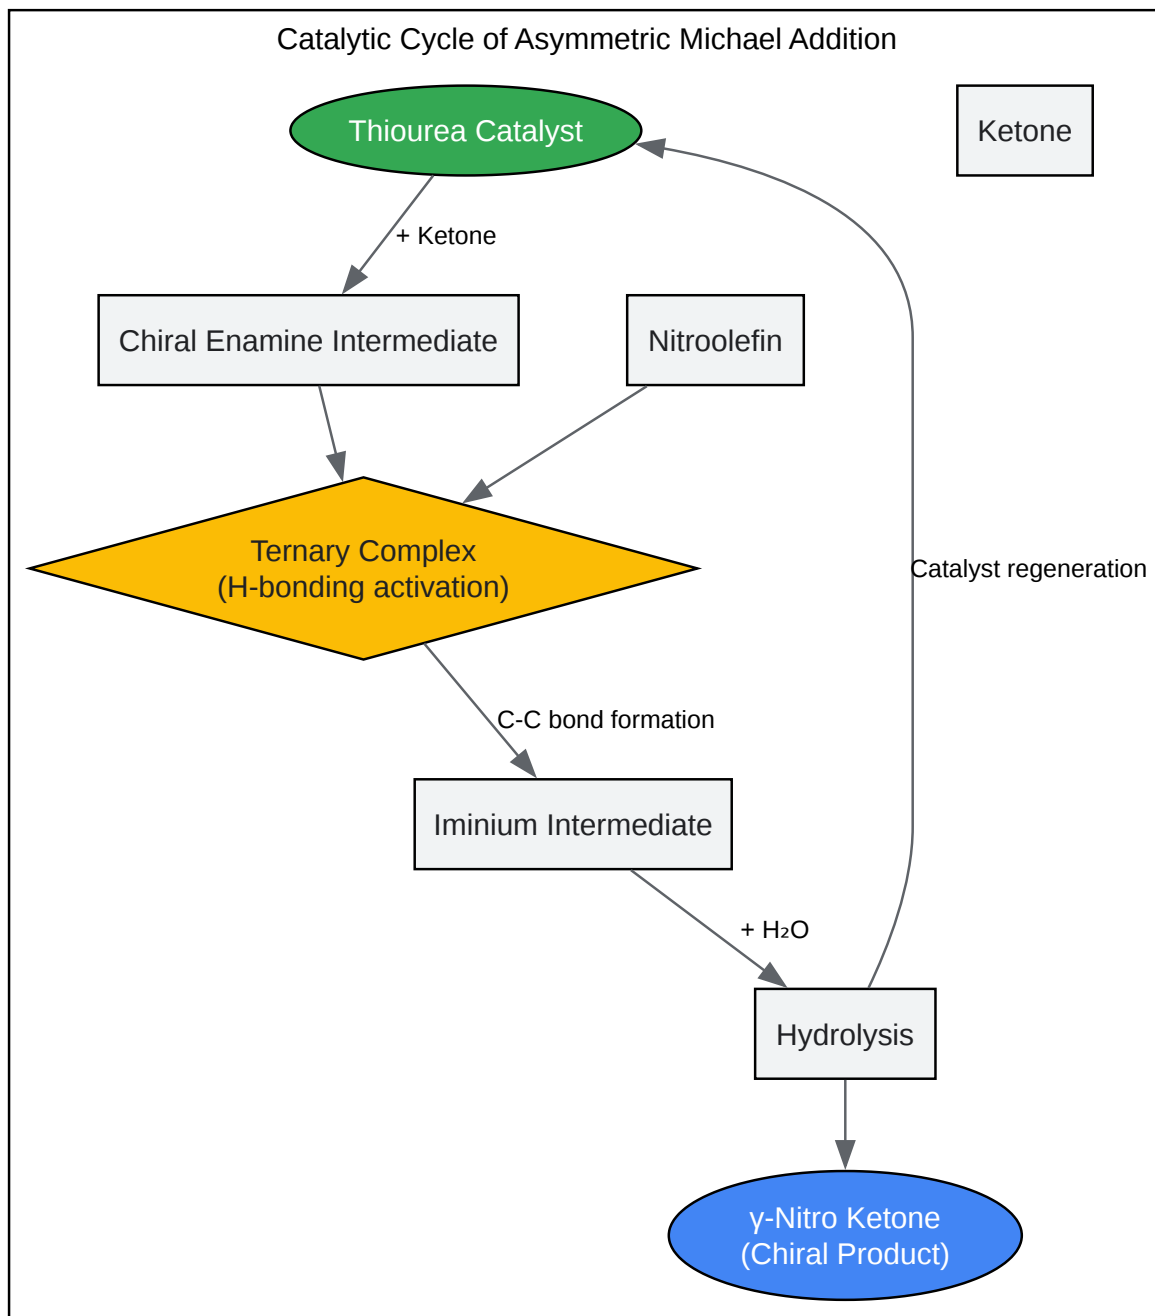 Catalytic Cycle of Asymmetric Michael Addition
Thiourea Catalyst
Ketone
+ Ketone
Chiral Enamine Intermediate
Nitroolefin
Ternary Complex
(H-bonding activation)
Catalyst regeneration
C-C bond formation
Iminium Intermediate
+ H₂O
Hydrolysis
γ-Nitro Ketone
(Chiral Product)